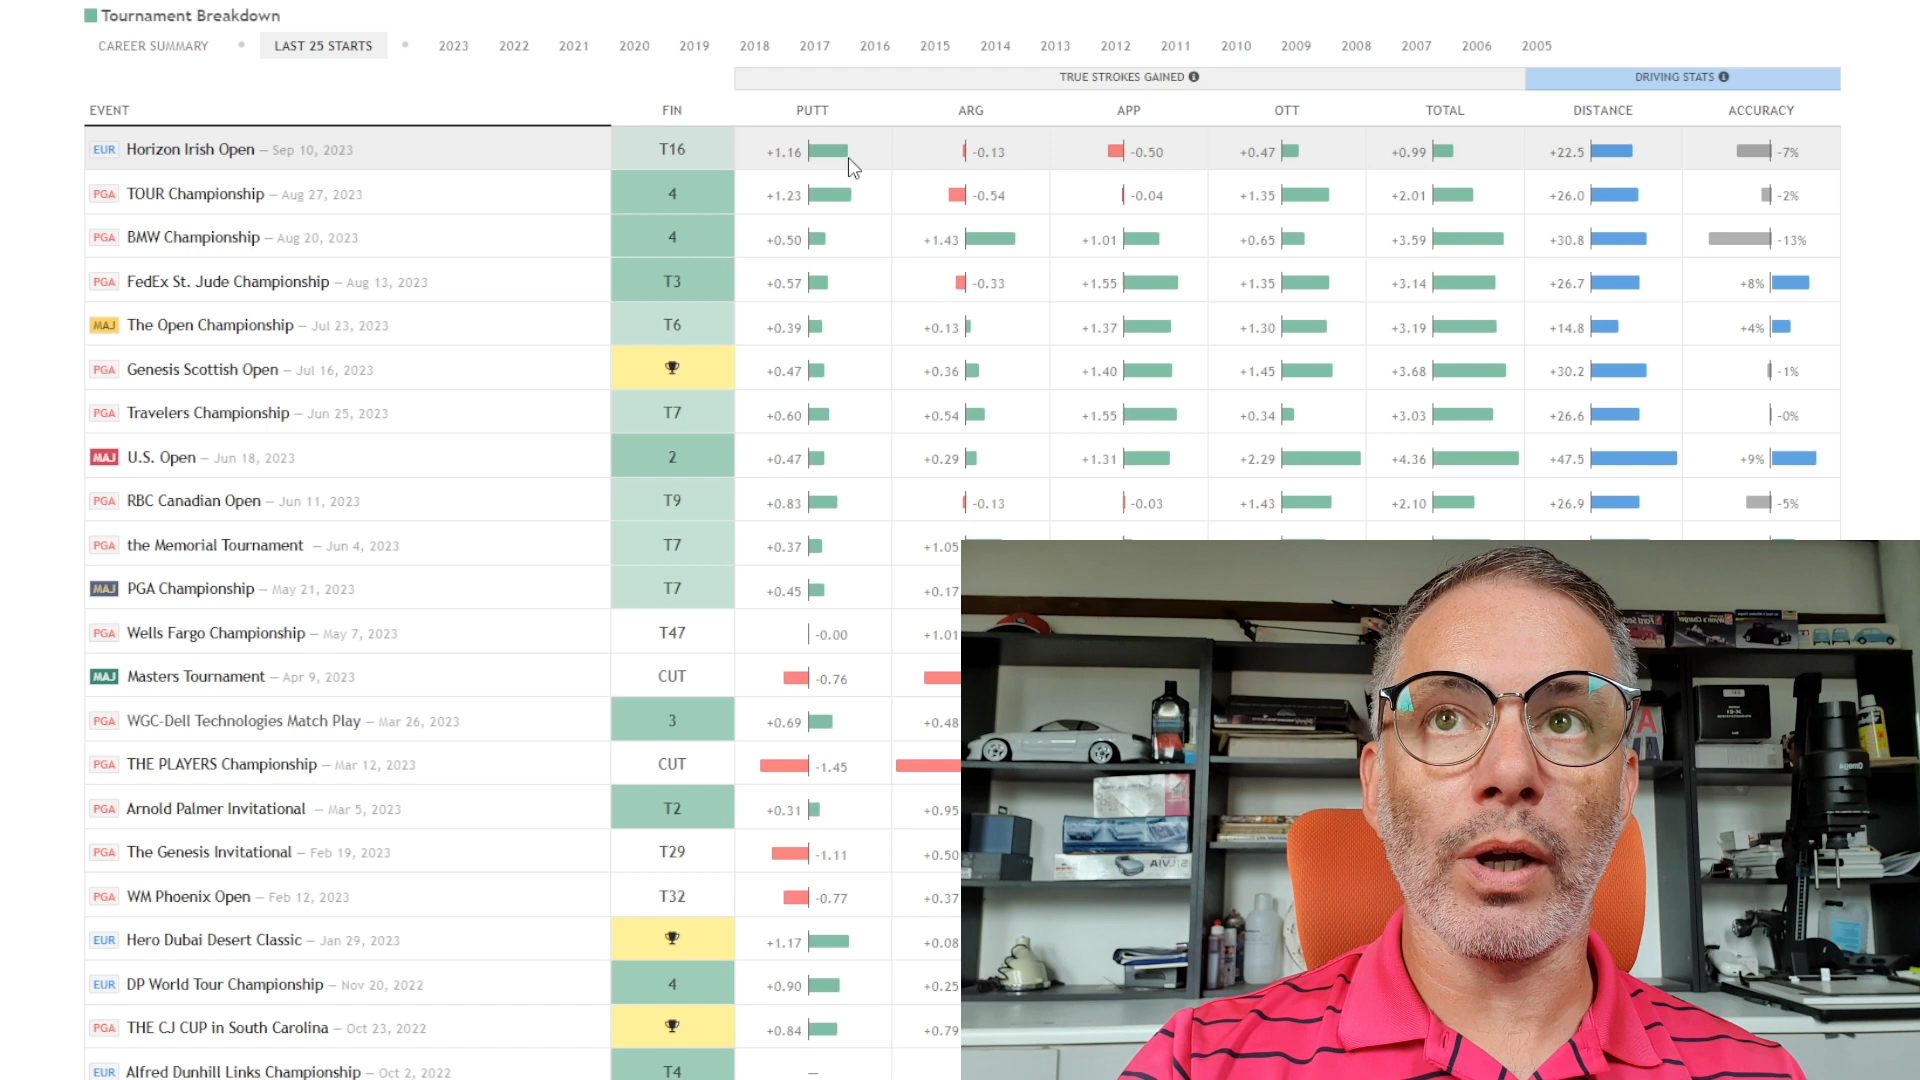 Tournament Breakdown
CAREER SUMMARY LAST 25 STARTS 2023 2022 2021 2020 2019 2018 2017 2016 2015 2014 2013 2012 2011 2010 2009 2008 2007 2006 2005
TRUE STROKES GAINED DRIVING STATS
EVENT FIN PUTT ARG APP OTT TOTAL DISTANCE ACCURACY
EUR Horizon Irish Open — Sep 10, 2023 T16 +1.16 -0.13 -0.50 +0.47 +0.99 +22.5 -7%
PGA TOUR Championship — Aug 27, 2023 4 +1.23 -0.54 -0.04 +1.35 +2.01 +26.0 -2%
PGA BMW Championship — Aug 20, 2023 4 +0.50 +1.43 +1.01 +0.65 +3.59 +30.8 -13%
PGA FedEx St. Jude Championship — Aug 13, 2023 T3 +0.57 -0.33 +1.55 +1.35 +3.14 +26.7 +8%
MAJ The Open Championship — Jul 23, 2023 T6 +0.39 +0.13 +1.37 +1.30 +3.19 +14.8 +4%
PGA Genesis Scottish Open — Jul 16, 2023 +0.47 +0.36 +1.40 +1.45 +3.68 +30.2 -1%
PGA Travelers Championship — Jun 25, 2023 T7 +0.60 +0.54 +1.55 +0.34 +3.03 +26.6 -0%
MAJ U.S. Open — Jun 18, 2023 2 +0.47 +0.29 +1.31 +2.29 +4.36 +47.5 +9%
PGA RBC Canadian Open — Jun 11, 2023 T9 +0.83 -0.13 -0.03 +1.43 +2.10 +26.9 -5%
PGA the Memorial Tournament — Jun 4, 2023 T7 +0.37 +1.05
MAJ PGA Championship — May 21, 2023 T7 +0.45 +0.17
PGA Wells Fargo Championship — May 7, 2023 T47 -0.00 +1.01
MAJ Masters Tournament — Apr 9, 2023 CUT -0.76
PGA WGC-Dell Technologies Match Play — Mar 26, 2023 3 +0.69 +0.48
PGA THE PLAYERS Championship — Mar 12, 2023 CUT -1.45
PGA Arnold Palmer Invitational — Mar 5, 2023 T2 +0.31 +0.95
PGA The Genesis Invitational — Feb 19, 2023 T29 -1.11 +0.50
PGA WM Phoenix Open — Feb 12, 2023 T32 -0.77 +0.37
EUR Hero Dubai Desert Classic — Jan 29, 2023 +1.17 +0.08
EUR DP World Tour Championship — Nov 20, 2022 4 +0.90 +0.25
PGA THE CJ CUP in South Carolina — Oct 23, 2022 +0.84 +0.79
EUR Alfred Dunhill Links Championship — Oct 2, 2022 T4 —
Omega
SILVIA